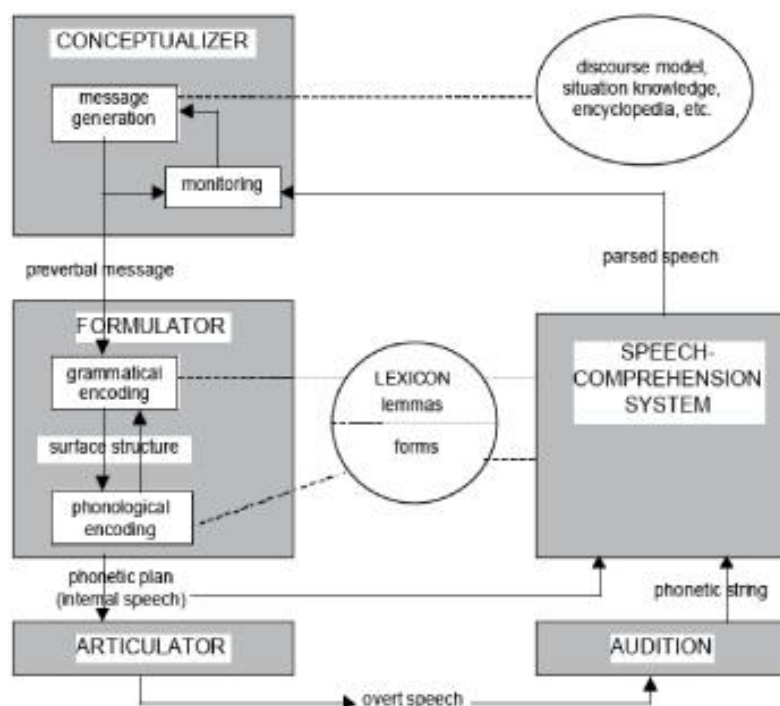 CONCEPTUALIZER
message
generation
monitoring
discourse model,
situation knowledge,
encyclopedia, etc.
preverbal message
parsed speech
FORMULATOR
grammatical
encoding
surface structure
phonological
encoding
LEXICON
lemmas
forms
SPEECH-
COMPREHENSION
SYSTEM
phonetic plan
(internal speech)
phonetic string
ARTICULATOR
AUDITION
overt speech